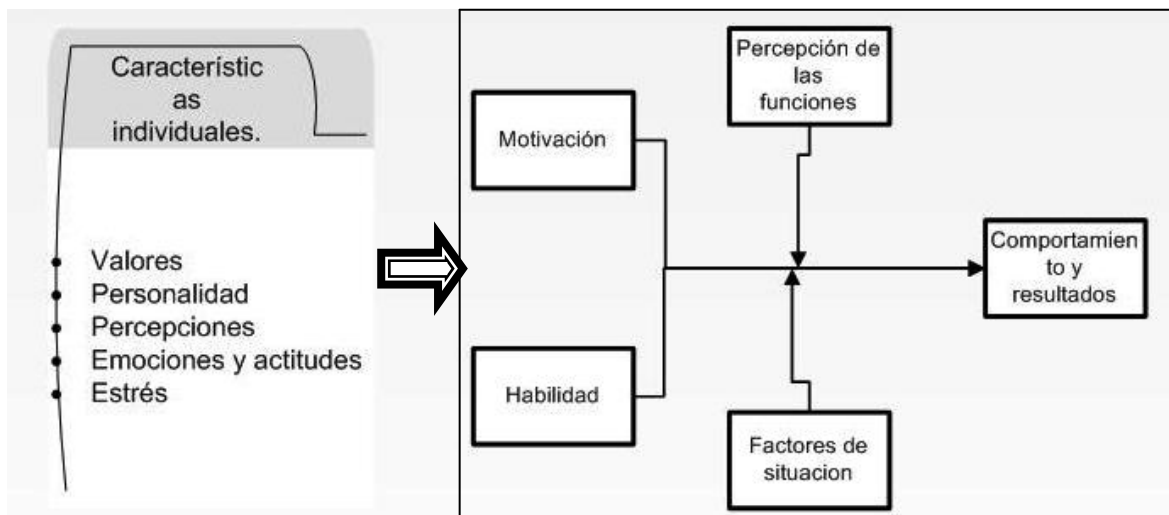 Característic
as
individuales.
Valores
Personalidad
Percepciones
Emociones y actitudes
Estrés
Motivación
Habilidad
Percepción de
las
funciones
Factores de
situacion
Comportamien
to y
resultados